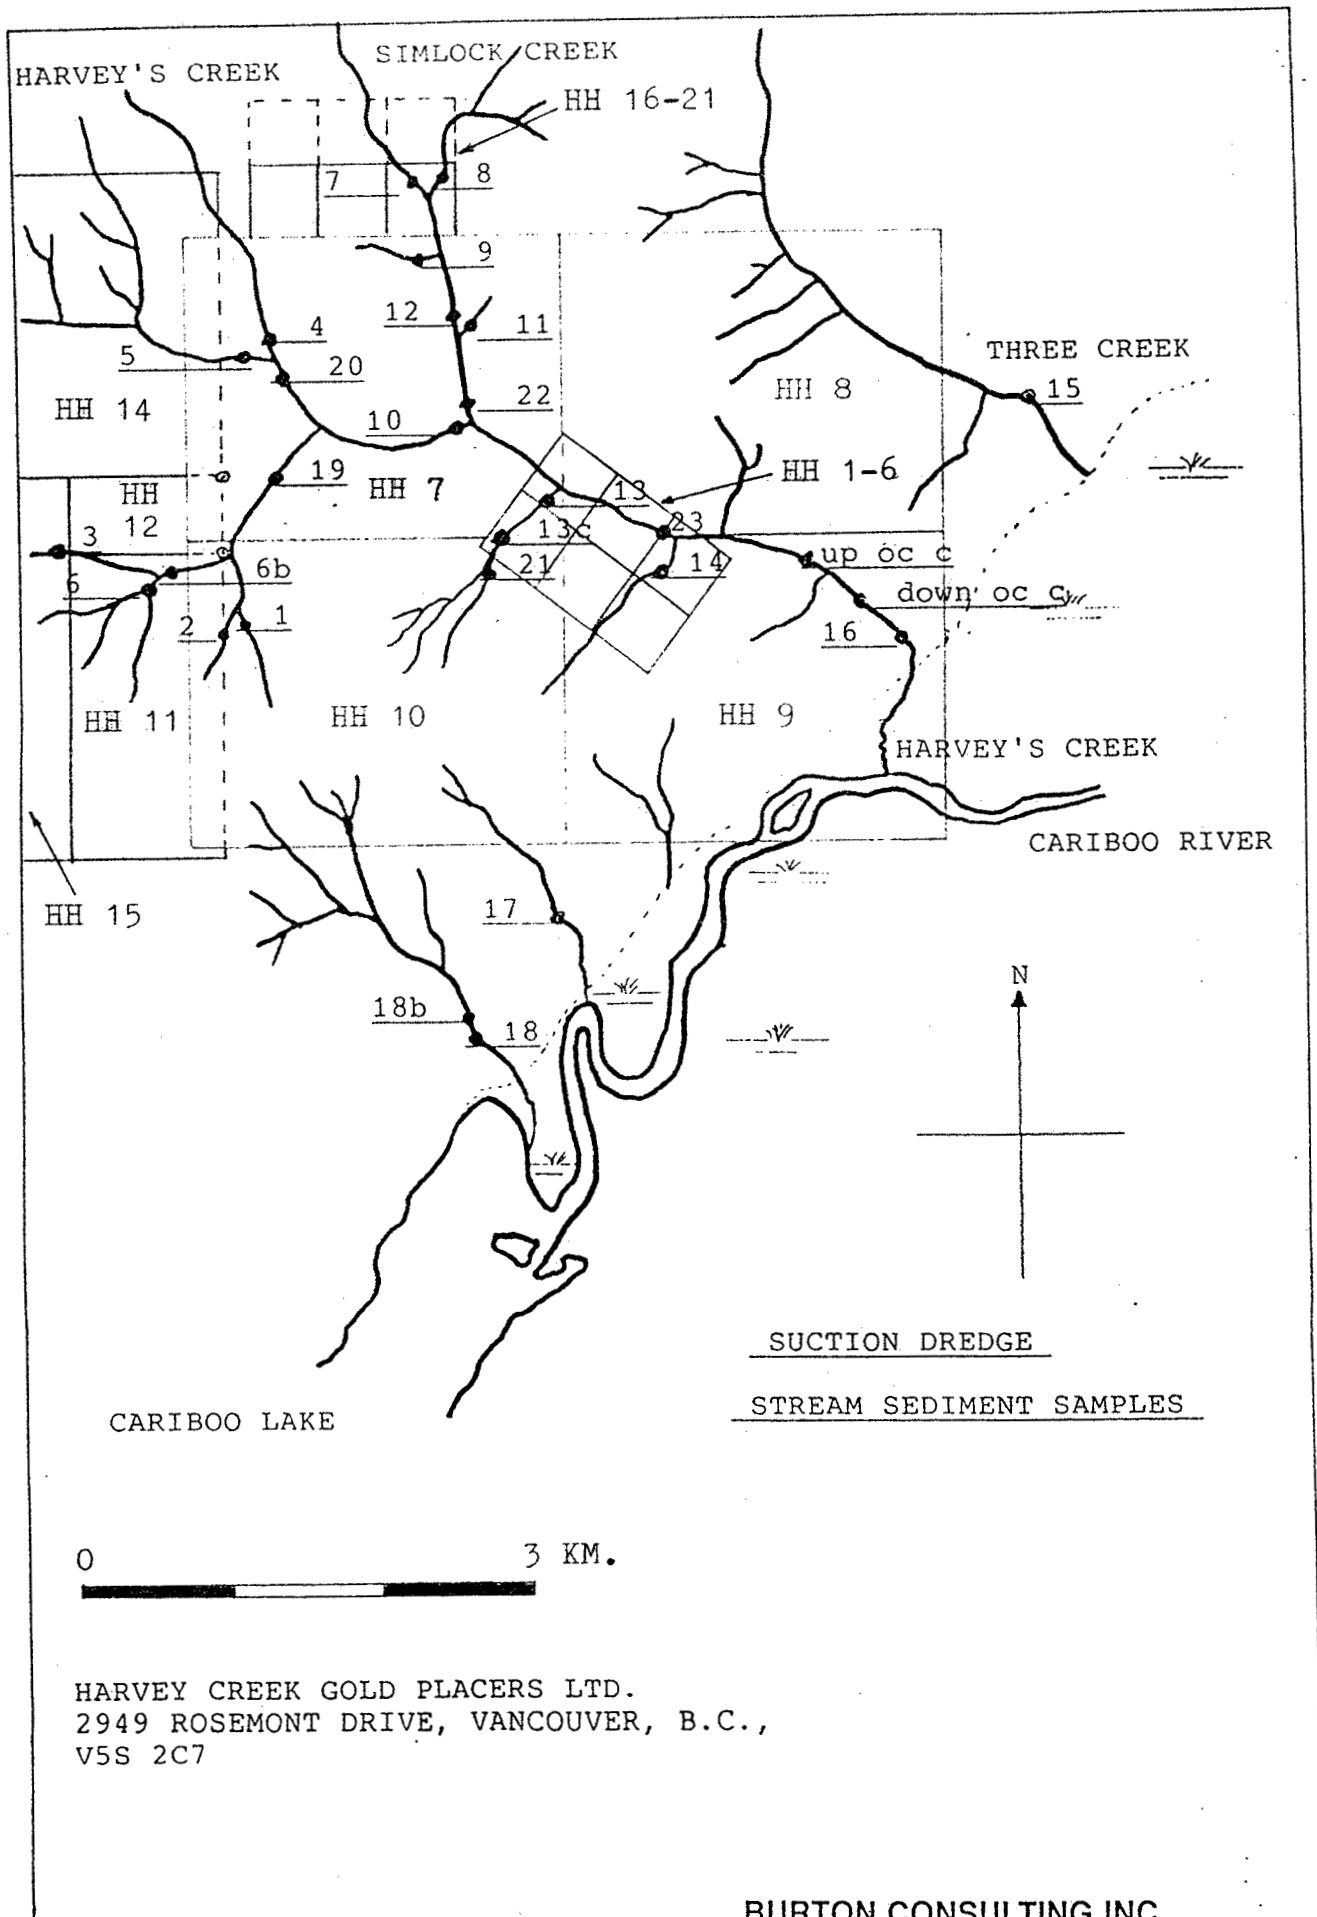 SIMLOCK CREEK
HARVEY'S CREEK
HH 16-21
7
8
9
12
11
4
5
20
THREE CREEK
15
HH 14
22
HH 8
10
19
HH 7
HH 1-6
HH
12
13
3
13c
23
up oc c
6
6b
21
14
down oc c
2
1
16
HH 11
HH 10
HH 9
HARVEY'S CREEK
CARIBOO RIVER
HH 15
17
N
18b
18
SUCTION DREDGE
STREAM SEDIMENT SAMPLES
CARIBOO LAKE
0 3 KM.
HARVEY CREEK GOLD PLACERS LTD.
2949 ROSEMONT DRIVE, VANCOUVER, B.C.,
V5S 2C7
BURTON CONSULTING INC